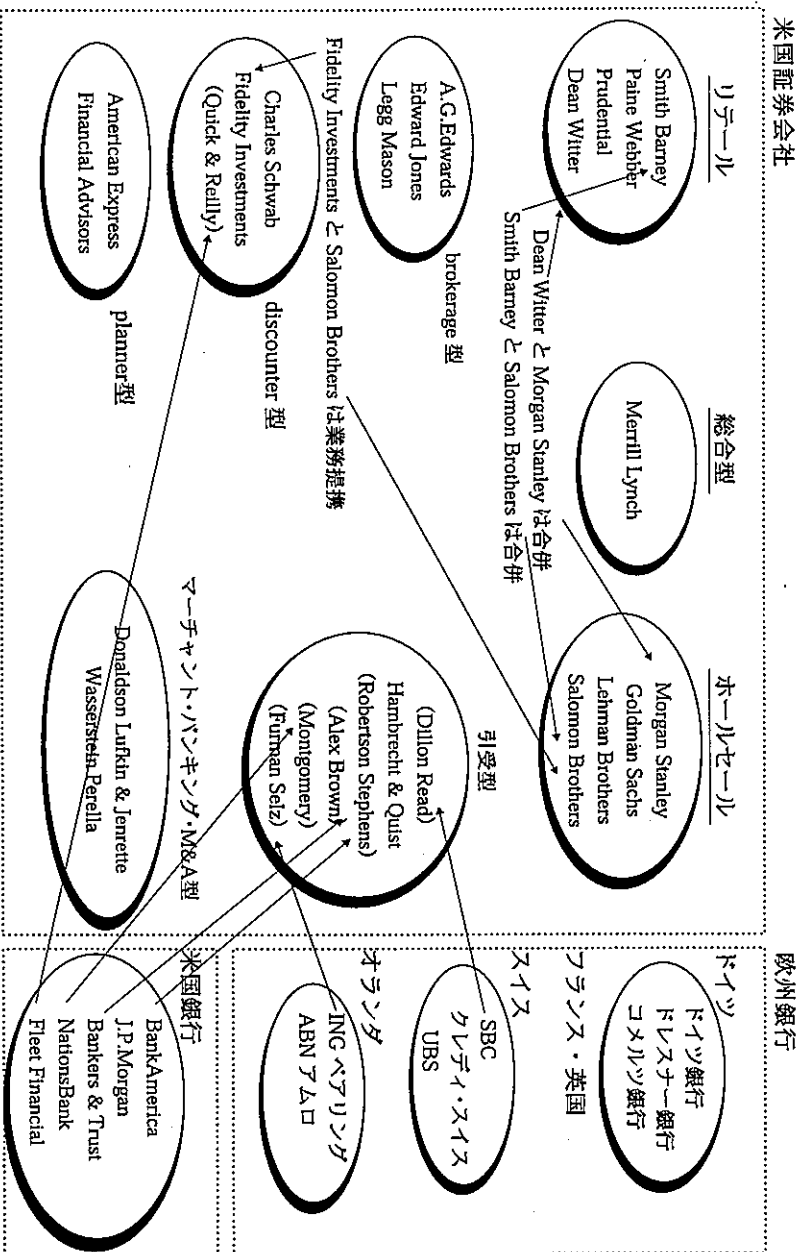 米国証券会社
リテール
Smith Barney
Paine Webber
Prudential
Dean Witter
総合型
Merrill Lynch
ホールセール
Morgan Stanley
Goldman Sachs
Lehman Brothers
Salomon Brothers
Dean Witter と Morgan Stanley は合併
Smith Barney と Salomon Brothers は合併
A.G.Edwards
Edward Jones
Legg Mason
brokerage 型
Fidelity Investments と Salomon Brothers は業務提携
Charles Schwab
Fidelity Investments
(Quick & Reilly)
discounter 型
American Express
Financial Advisors
planner型
引受型
(Dillon Read)
Hambrecht & Quist
(Robertson Stephens)
(Alex Brown)
(Montgomery)
(Furman Selz)
マーチャント・バンキング・M&A型
Donaldson Lufkin & Jenrette
Wasserstein Perella
欧州銀行
ドイツ
ドイツ銀行
ドレスナー銀行
コメルツ銀行
フランス・英国
スイス
SBC
クレディ・スイス
UBS
オランダ
ING ベアリング
ABN アムロ
米国銀行
BankAmerica
J.P.Morgan
Bankers & Trust
NationsBank
Fleet Financial